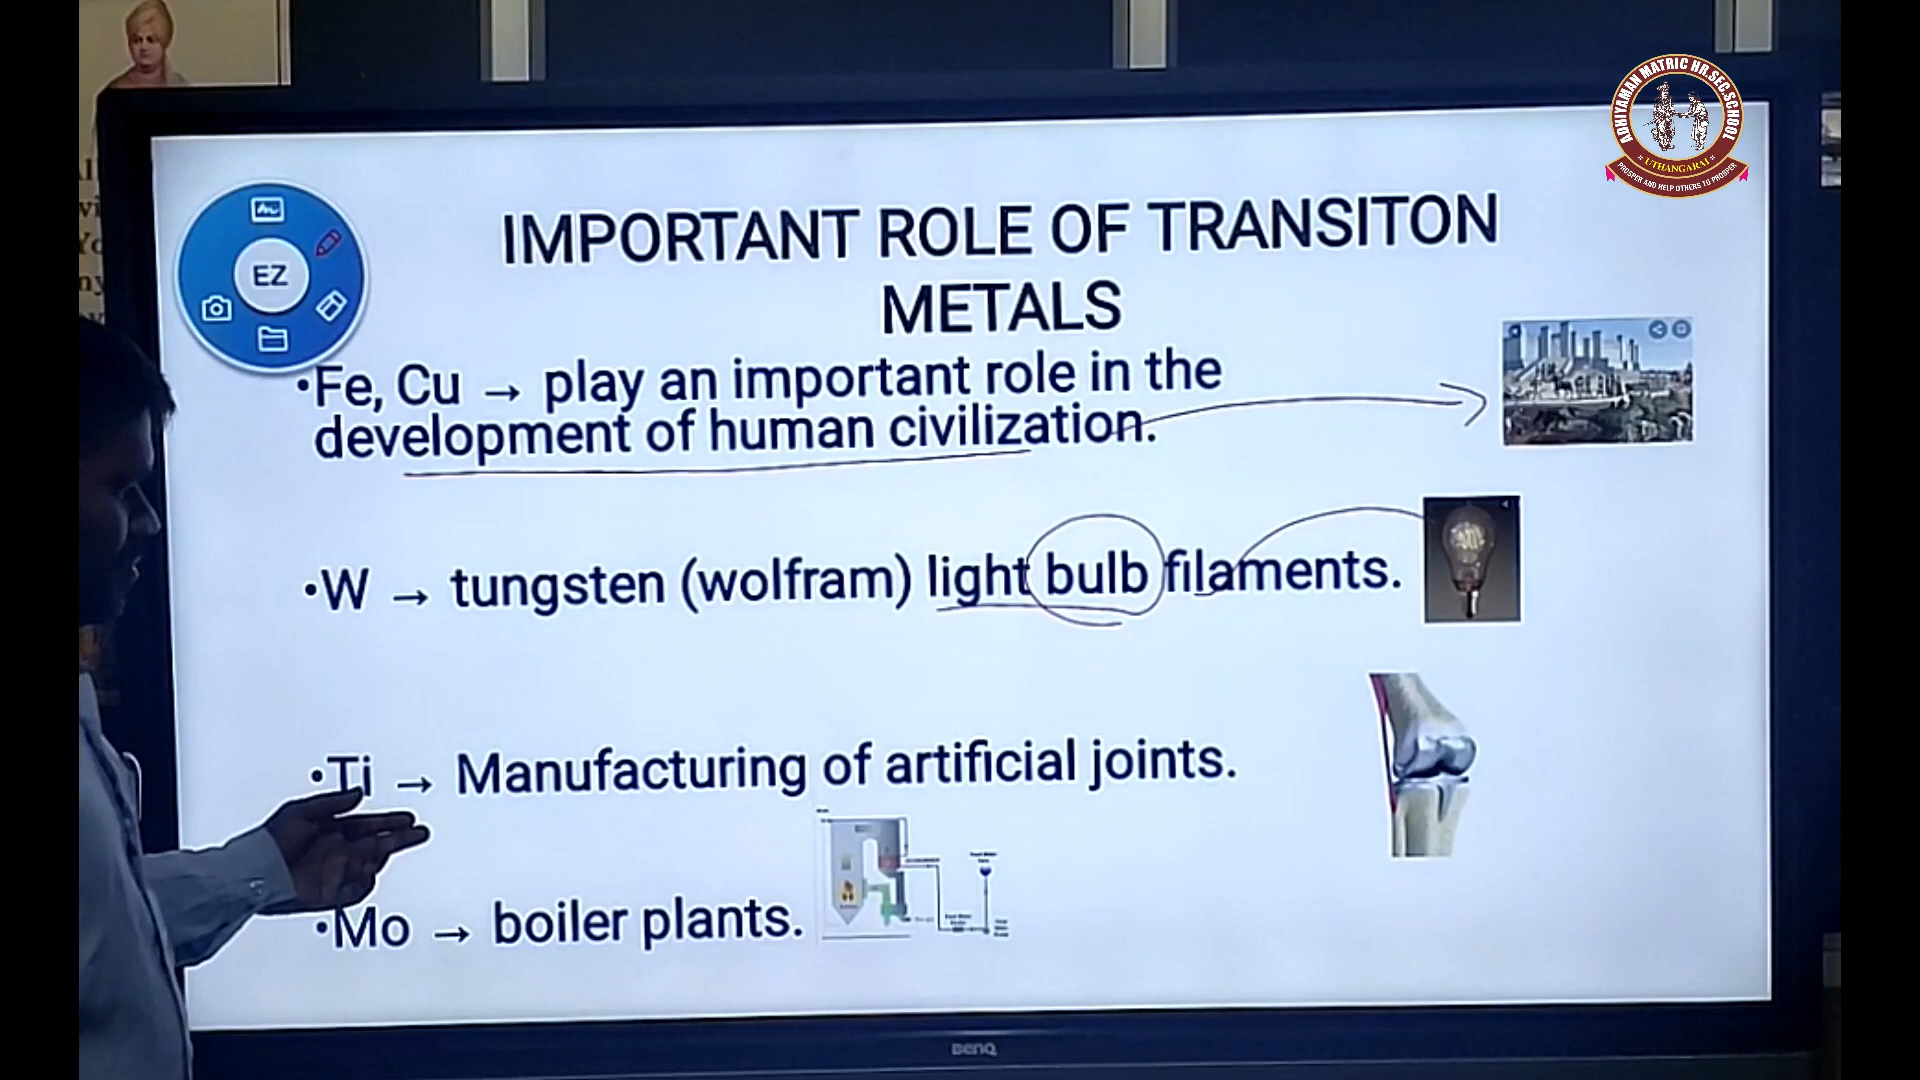 ADHIYAMAN MATRIC HR.SEC.SCHOOL
* UTHANGARAI *
PROSPER AND HELP OTHERS TO PROSPER
EZ
IMPORTANT ROLE OF TRANSITON
METALS
•Fe, Cu → play an important role in the
development of human civilization.
•W → tungsten (wolfram) light bulb filaments.
•Ti → Manufacturing of artificial joints.
•Mo → boiler plants.
BenQ